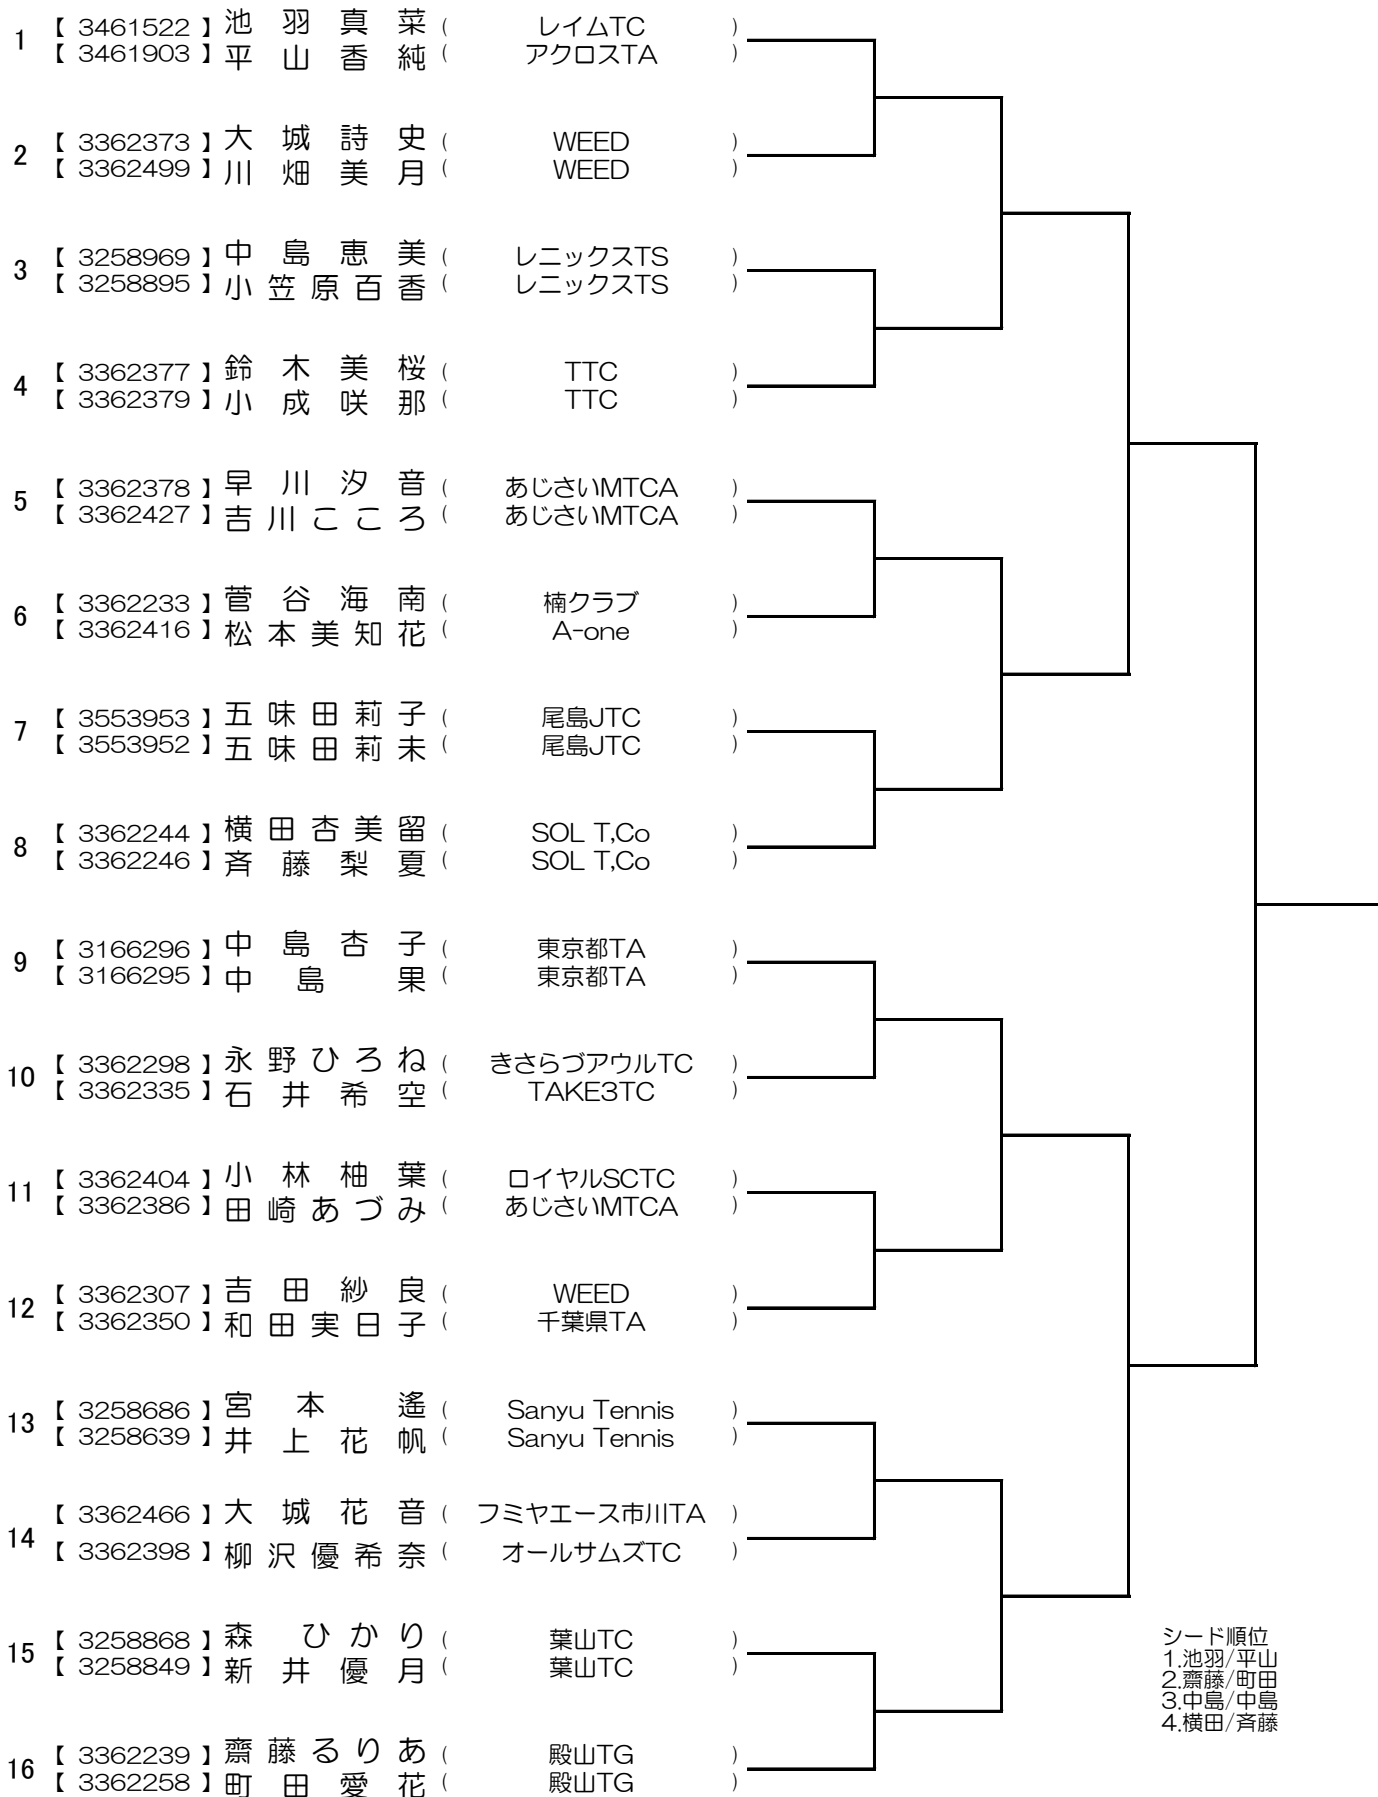 1 【 3461522 】 池羽真菜 ( レイムTC )
【 3461903 】 平山香純 ( アクロスTA )
2 【 3362373 】 大城詩史 ( WEED )
【 3362499 】 川畑美月 ( WEED )
3 【 3258969 】 中島恵美 ( レニックスTS )
【 3258895 】 小笠原百香 ( レニックスTS )
4 【 3362377 】 鈴木美桜 ( TTC )
【 3362379 】 小成咲那 ( TTC )
5 【 3362378 】 早川汐音 ( あじさいMTCA )
【 3362427 】 吉川こころ ( あじさいMTCA )
6 【 3362233 】 菅谷海南 ( 楠クラブ )
【 3362416 】 松本美知花 ( A-one )
7 【 3553953 】 五味田莉子 ( 尾島JTC )
【 3553952 】 五味田莉未 ( 尾島JTC )
8 【 3362244 】 横田杏美留 ( SOL T,Co )
【 3362246 】 斉藤梨夏 ( SOL T,Co )
9 【 3166296 】 中島杏子 ( 東京都TA )
【 3166295 】 中島果 ( 東京都TA )
10 【 3362298 】 永野ひろね ( きさらづアウルTC )
【 3362335 】 石井希空 ( TAKE3TC )
11 【 3362404 】 小林柚葉 ( ロイヤルSCTC )
【 3362386 】 田崎あづみ ( あじさいMTCA )
12 【 3362307 】 吉田紗良 ( WEED )
【 3362350 】 和田実日子 ( 千葉県TA )
13 【 3258686 】 宮本遙 ( Sanyu Tennis )
【 3258639 】 井上花帆 ( Sanyu Tennis )
14 【 3362466 】 大城花音 ( フミヤエース市川TA )
【 3362398 】 柳沢優希奈 ( オールサムズTC )
15 【 3258868 】 森ひかり ( 葉山TC )
【 3258849 】 新井優月 ( 葉山TC )
16 【 3362239 】 齋藤るりあ ( 殿山TG )
【 3362258 】 町田愛花 ( 殿山TG )
シード順位
1.池羽/平山
2.齋藤/町田
3.中島/中島
4.横田/斉藤